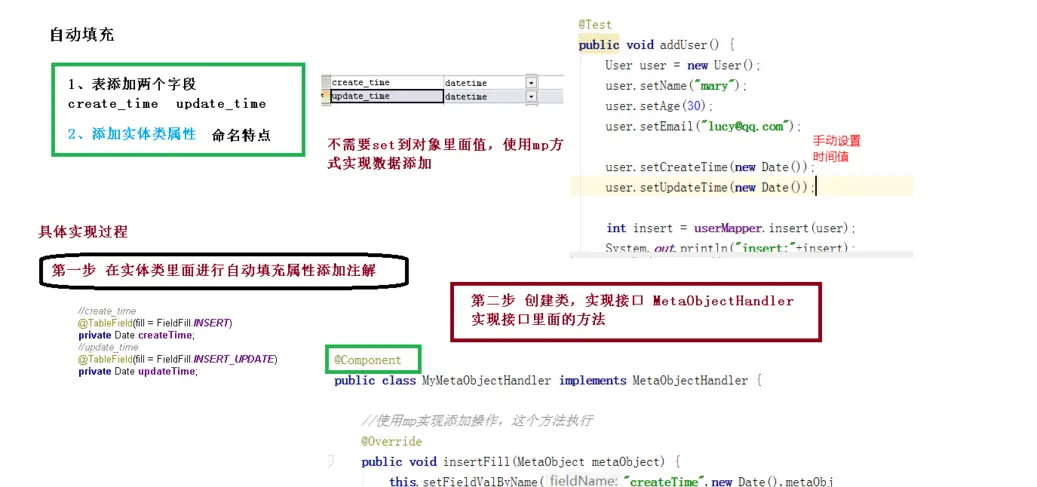 自动填充
1、表添加两个字段
create_time update_time
2、添加实体类属性 命名特点
create_time datetime
update_time datetime
不需要set到对象里面值，使用mp方
式实现数据添加
@Test
public void addUser() {
User user = new User();
user.setName("mary");
user.setAge(30);
user.setEmail("lucy@qq.com");
手动设置
时间值
user.setCreateTime(new Date());
user.setUpdateTime(new Date());
int insert = userMapper.insert(user);
System.out.println("insert:"+insert);
具体实现过程
第一步 在实体类里面进行自动填充属性添加注解
//create_time
@TableField(fill = FieldFill.INSERT)
private Date createTime;
//update_time
@TableField(fill = FieldFill.INSERT_UPDATE)
private Date updateTime;
第二步 创建类，实现接口 MetaObjectHandler
实现接口里面的方法
@Component
public class MyMetaObjectHandler implements MetaObjectHandler {
//使用mp实现添加操作，这个方法执行
@Override
public void insertFill(MetaObject metaObject) {
this.setFieldValByName( fieldName: "createTime",new Date(),metaObj